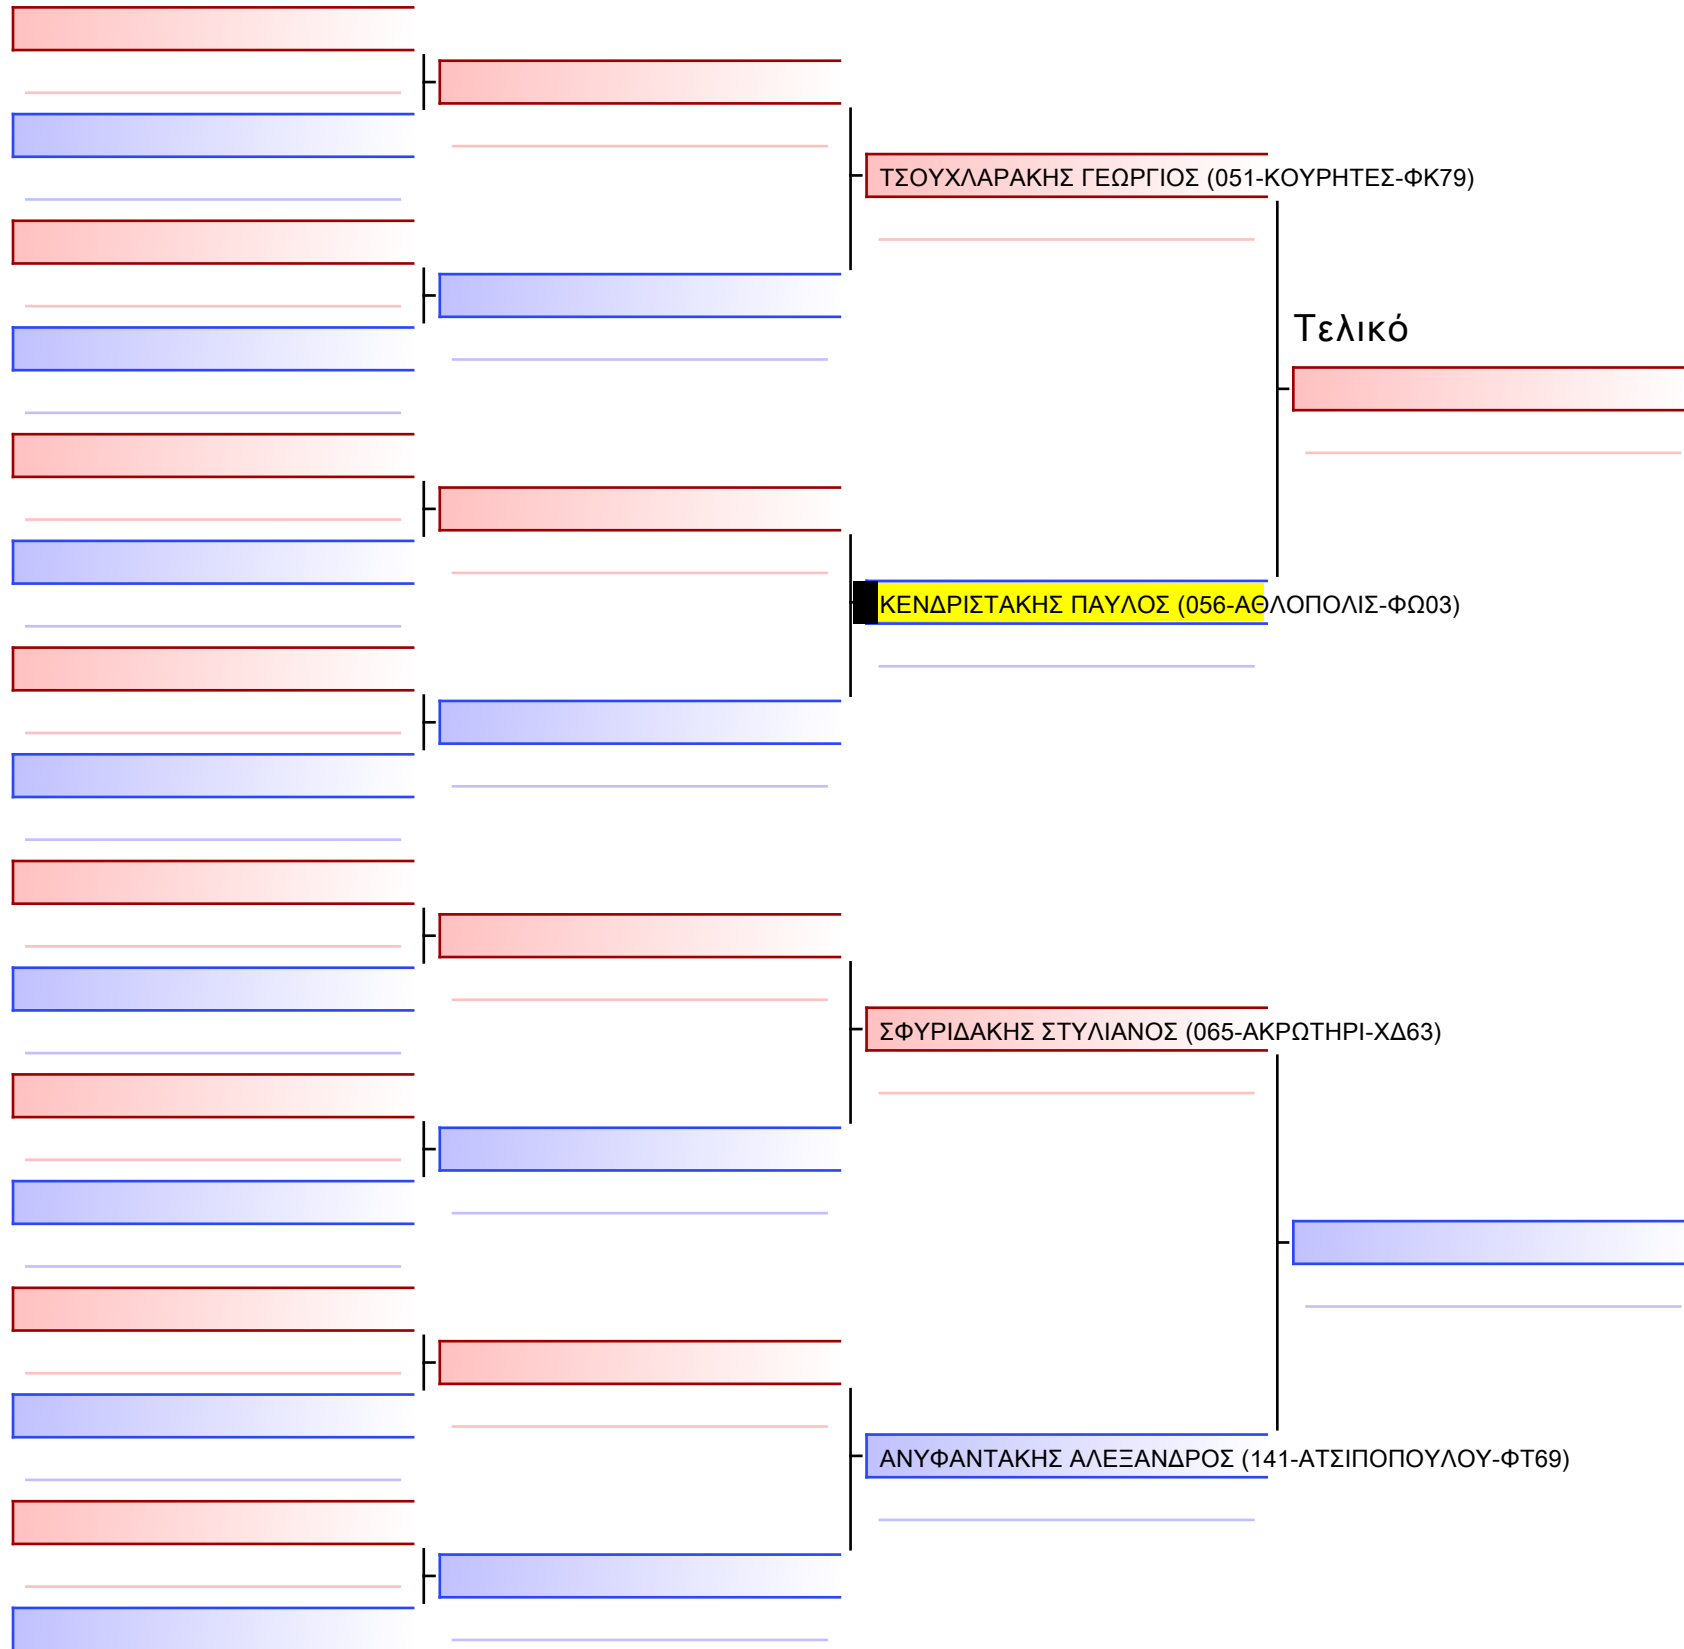 ΤΣΟΥΧΛΑΡΑΚΗΣ ΓΕΩΡΓΙΟΣ (051-ΚΟΥΡΗΤΕΣ-ΦΚ79)
Τελικό
ΚΕΝΔΡΙΣΤΑΚΗΣ ΠΑΥΛΟΣ (056-ΑΘΛΟΠΟΛΙΣ-ΦΩ03)
ΣΦΥΡΙΔΑΚΗΣ ΣΤΥΛΙΑΝΟΣ (065-ΑΚΡΩΤΗΡΙ-ΧΔ63)
ΑΝΥΦΑΝΤΑΚΗΣ ΑΛΕΞΑΝΔΡΟΣ (141-ΑΤΣΙΠΟΠΟΥΛΟΥ-ΦΤ69)